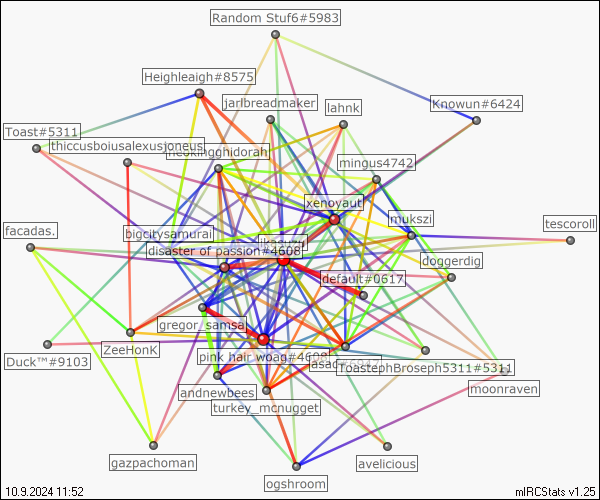 Random Stuf6#5983
Heighleaigh#8575
jarlbreadmaker
lahnk
Knowun#6424
Toast#5311
thiccusboiusalexusjoneus
mingus4742
xenoyaut
mukszi
tescoroll
facadas.
bigcitysamurai
disaster of passion#4608
doggerdig
default#0617
gregor_samsa
ZeeHonK
pink hair woag#4608
Duck™#9103
ToastephBroseph5311#5311
moonraven
andnewbees
turkey_mcnugget
gazpachoman
avelicious
ogshroom
10.9.2024 11:52
mIRCStats v1.25